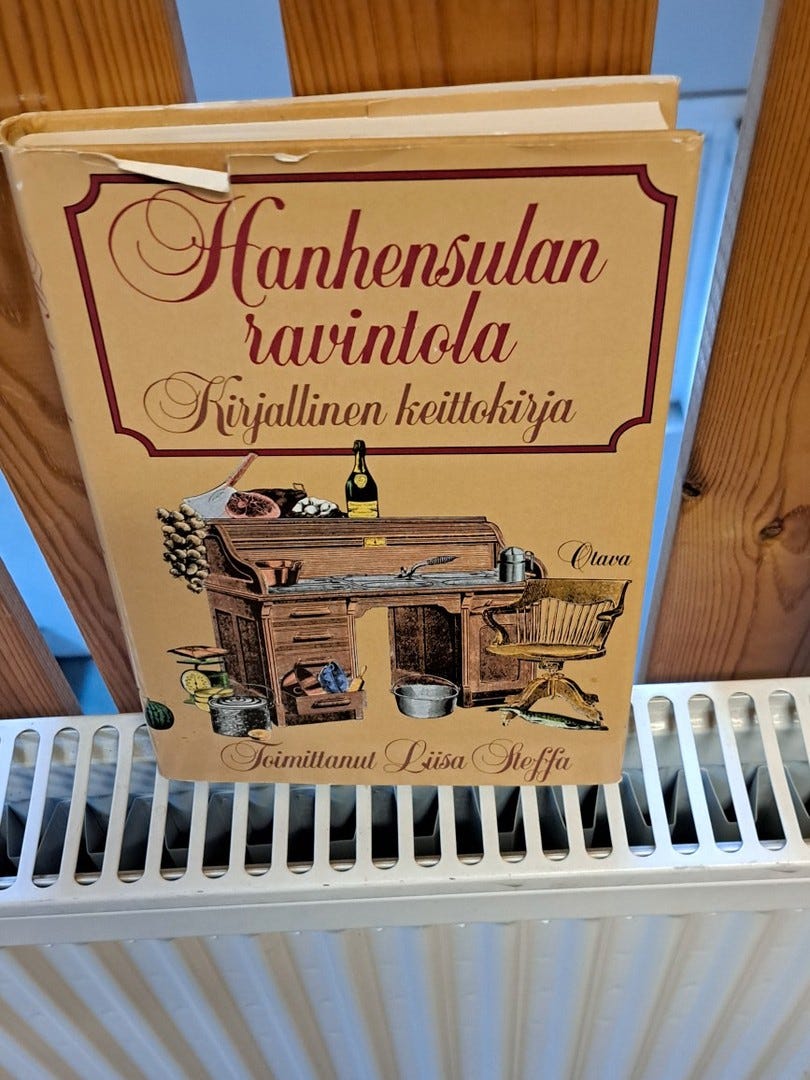 Hanhensulan
ravintola
Kirjallinen keittokirja
Otava
Toimittanut Liisa Steffa